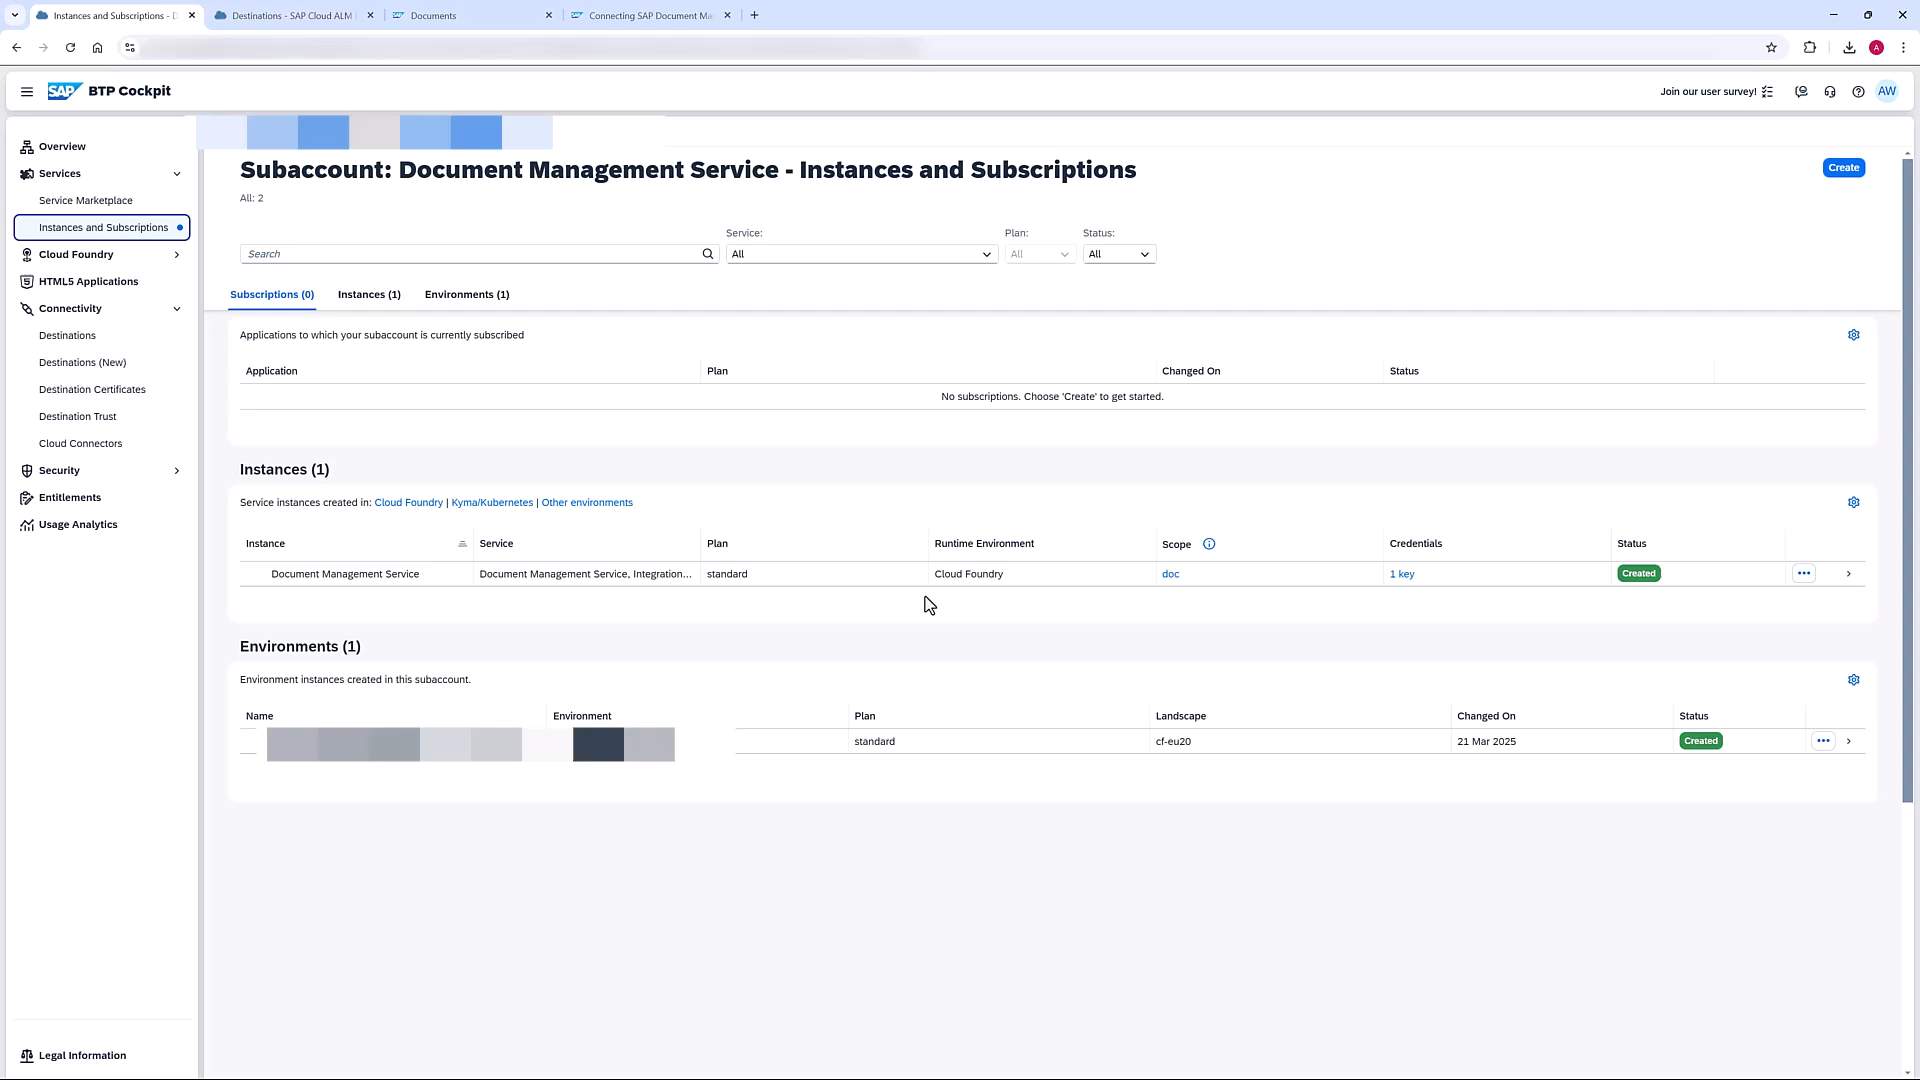 Instances and Subscriptions - D
Destinations - SAP Cloud ALM
Documents
Connecting SAP Document Ma
A
SAP BTP Cockpit
Join our user survey!
AW
Overview
Services
Service Marketplace
Instances and Subscriptions
Cloud Foundry
HTML5 Applications
Connectivity
Destinations
Destinations (New)
Destination Certificates
Destination Trust
Cloud Connectors
Security
Entitlements
Usage Analytics
Legal Information
Subaccount: Document Management Service - Instances and Subscriptions
Create
All: 2
Service: Plan: Status:
Search All All All
Subscriptions (0) Instances (1) Environments (1)
Applications to which your subaccount is currently subscribed
Application Plan Changed On Status
No subscriptions. Choose 'Create' to get started.
Instances (1)
Service instances created in: Cloud Foundry | Kyma/Kubernetes | Other environments
Instance Service Plan Runtime Environment Scope Credentials Status
Document Management Service Document Management Service, Integration... standard Cloud Foundry doc 1 key Created
Environments (1)
Environment instances created in this subaccount.
Name Environment Plan Landscape Changed On Status
standard cf-eu20 21 Mar 2025 Created